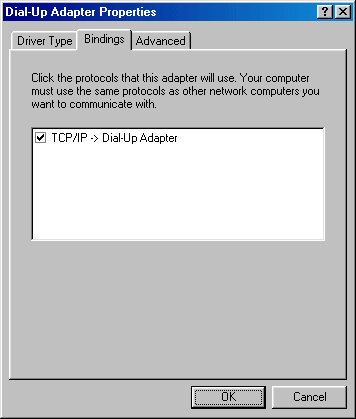 Dial-Up Adapter Properties
Driver Type Bindings Advanced
Click the protocols that this adapter will use. Your computer
must use the same protocols as other network computers you
want to communicate with.
TCP/IP -> Dial-Up Adapter
OK Cancel